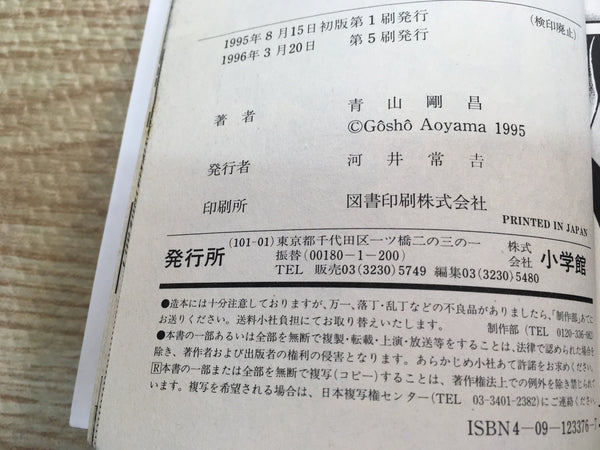 1995年8月15日初版第1刷発行
(検印廃止)
1996年3月20日 第5刷発行
著者 青山剛昌
©Gôshô Aoyama 1995
発行者 河井常吉
印刷所 図書印刷株式会社
PRINTED IN JAPAN
発行所 (101-01)東京都千代田区一ツ橋二の三の一 株式会社 小学館
振替(00180-1-200)
TEL 販売03(3230)5749 編集03(3230)5480
●造本には十分注意しておりますが、万一、落丁・乱丁などの不良品がありましたら、「制作部」あてに
お送りください。送料小社負担にてお取り替えいたします。 制作部(TEL 0120-336-082)
●本書の一部あるいは全部を無断で複製・転載・上演・放送等をすることは、法律で認められた場合を
除き、著作者および出版者の権利の侵害となります。あらかじめ小社あて許諾をお求めください。
R本書の一部または全部を無断で複写(コピー)することは、著作権法上での例外を除き禁じられて
います。複写を希望される場合は、日本複写権センター(TEL 03-3401-2382)にご連絡ください。
ISBN4-09-123376-7